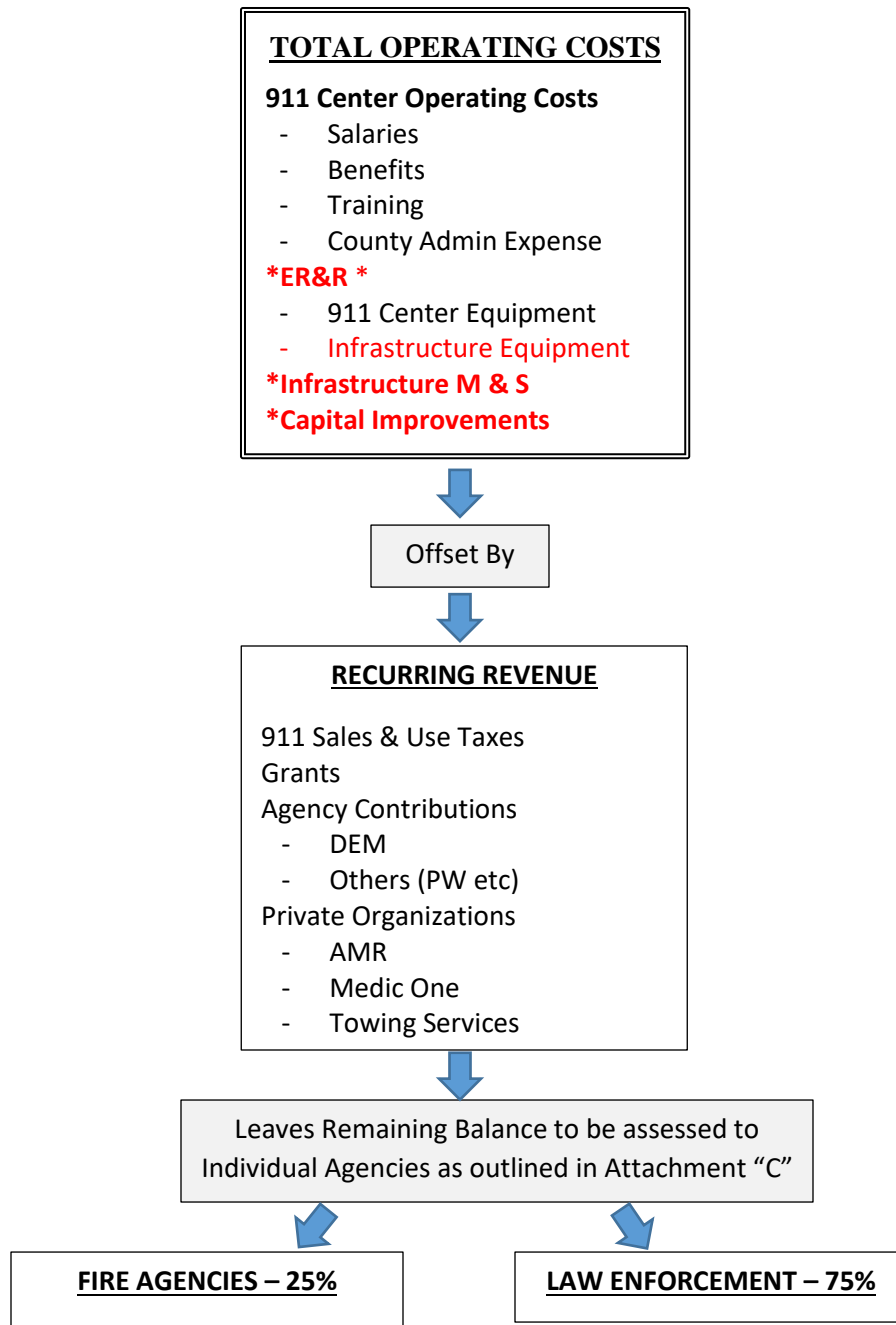 TOTAL OPERATING COSTS
911 Center Operating Costs
- Salaries
- Benefits
- Training
- County Admin Expense
*ER&R *
- 911 Center Equipment
- Infrastructure Equipment
*Infrastructure M & S
*Capital Improvements
Offset By
RECURRING REVENUE
911 Sales & Use Taxes
Grants
Agency Contributions
- DEM
- Others (PW etc)
Private Organizations
- AMR
- Medic One
- Towing Services
Leaves Remaining Balance to be assessed to
Individual Agencies as outlined in Attachment “C”
FIRE AGENCIES – 25%
LAW ENFORCEMENT – 75%